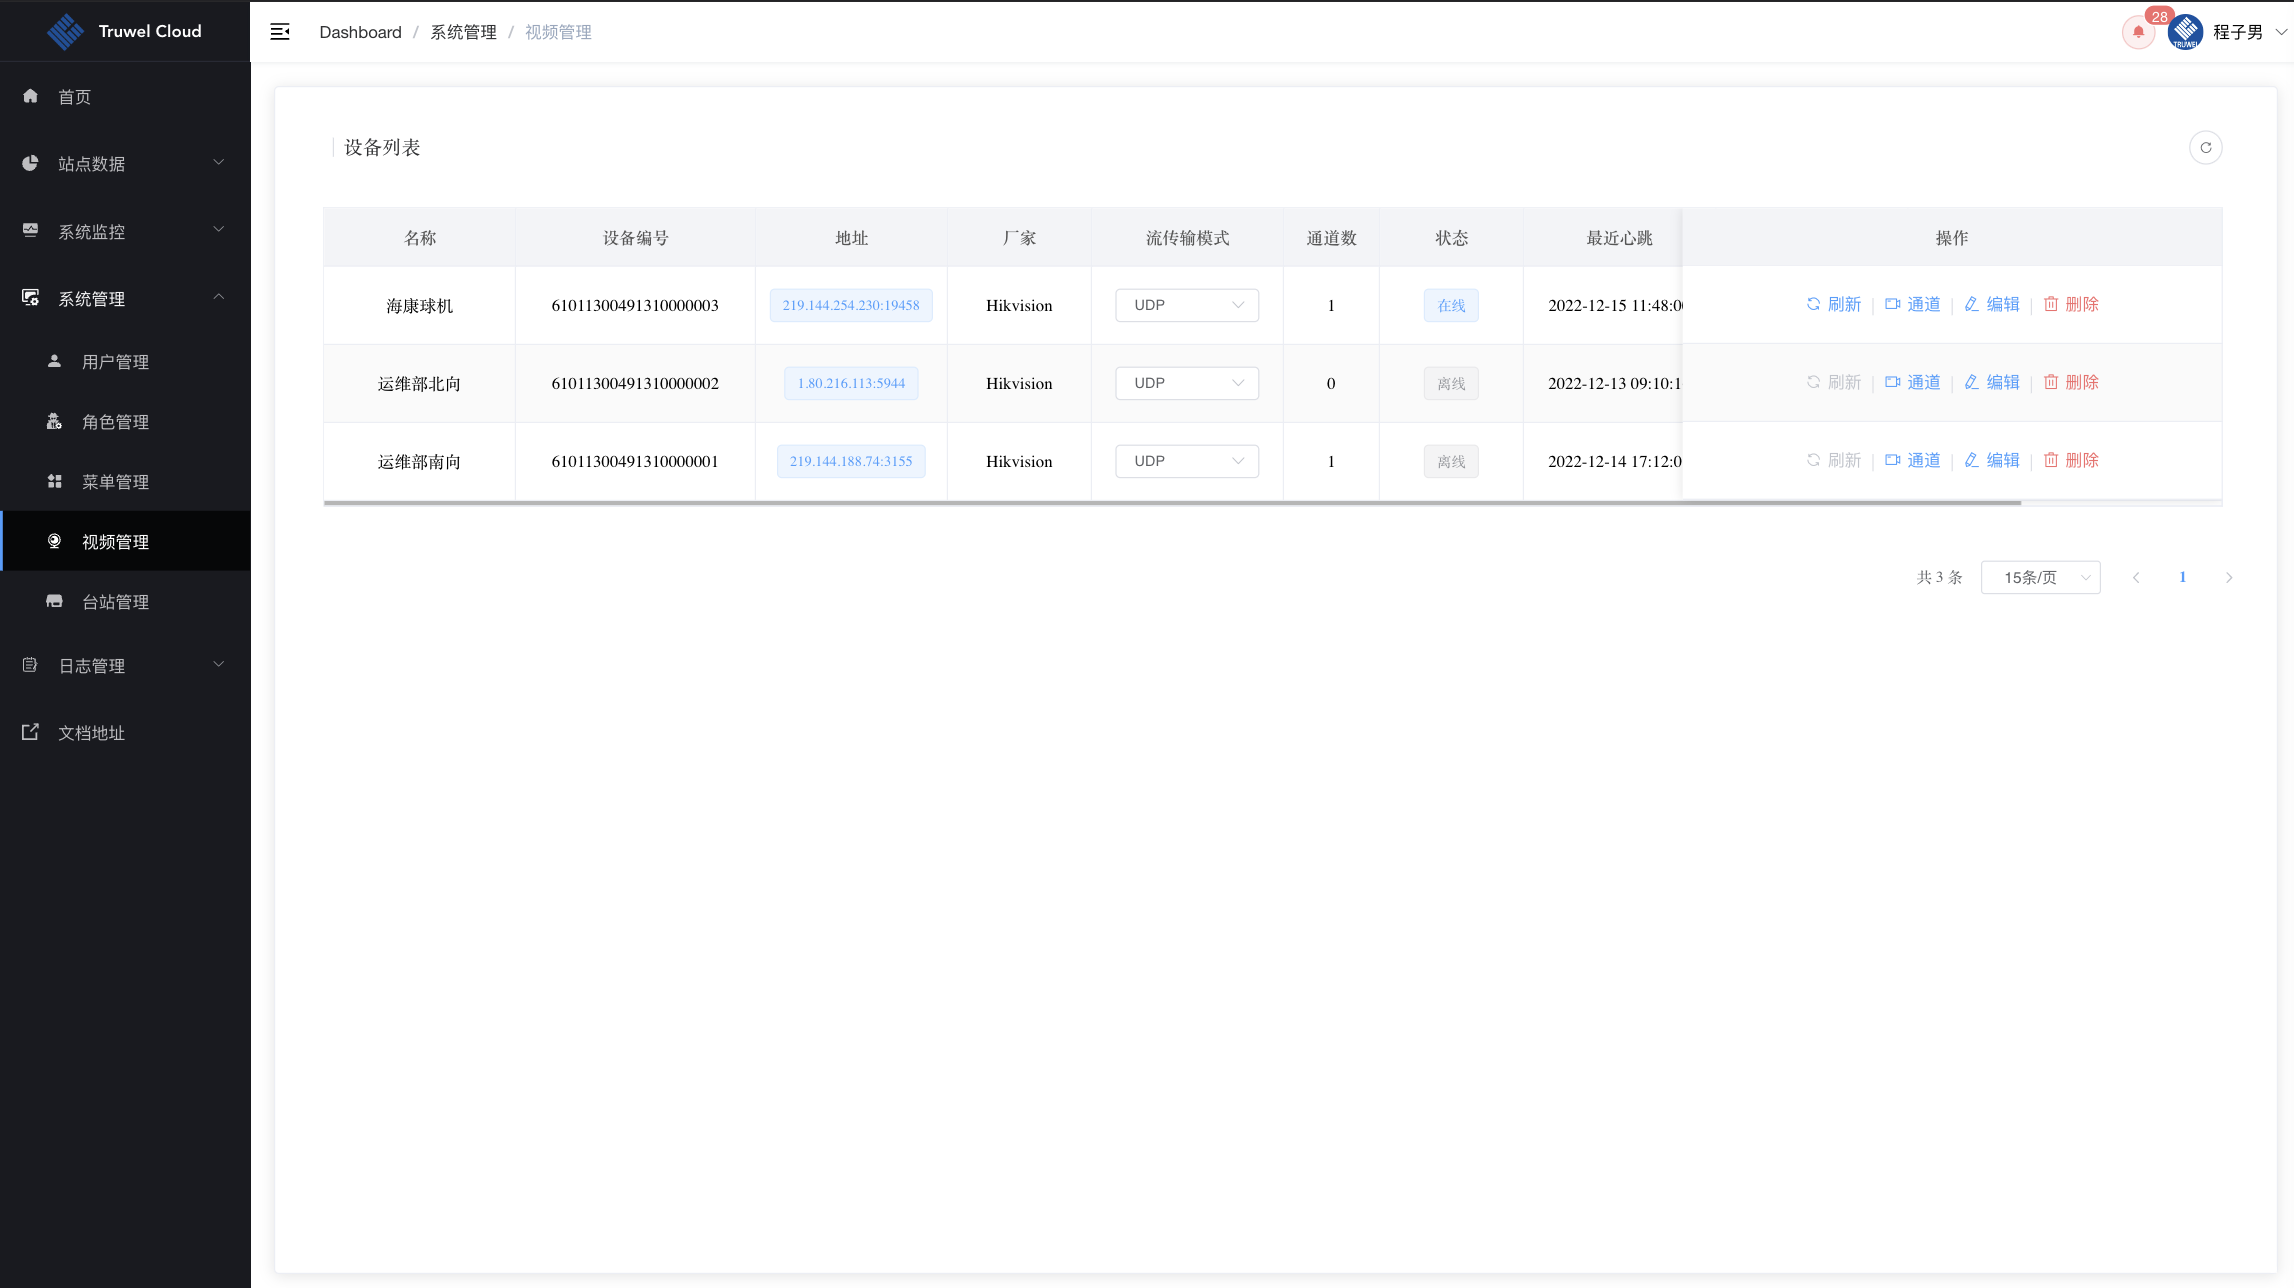 Truwel Cloud
Dashboard / 系统管理 / 视频管理
28
TRUWEL
程子男
首页
站点数据
系统监控
系统管理
用户管理
角色管理
菜单管理
视频管理
台站管理
日志管理
文档地址
设备列表
名称 设备编号 地址 厂家 流传输模式 通道数 状态 最近心跳 操作
海康球机 61011300491310000003 219.144.254.230:19458 Hikvision UDP 1 在线 2022-12-15 11:48:0 刷新 通道 编辑 删除
运维部北向 61011300491310000002 1.80.216.113:5944 Hikvision UDP 0 离线 2022-12-13 09:10:1 刷新 通道 编辑 删除
运维部南向 61011300491310000001 219.144.188.74:3155 Hikvision UDP 1 离线 2022-12-14 17:12:0 刷新 通道 编辑 删除
共 3 条 15条/页 1